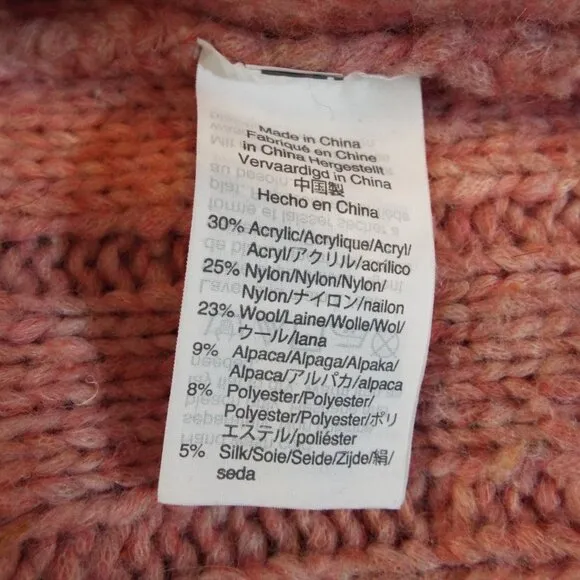 Made in China
Fabriqué en Chine
in China Hergestellt
Vervaardigd in China
中国製
Hecho en China
30% Acrylic/Acrylique/Acryl/
Acryl/アクリル/acrílico
25% Nylon/Nylon/Nylon/
Nylon/ナイロン/nailon
23% Wool/Laine/Wolle/Wol/
ウール/lana
9% Alpaca/Alpaga/Alpaka/
Alpaca/アルパカ/alpaca
8% Polyester/Polyester/
Polyester/Polyester/ポリ
エステル/poliéster
5% Silk/Soie/Seide/Zijde/絹/
seda